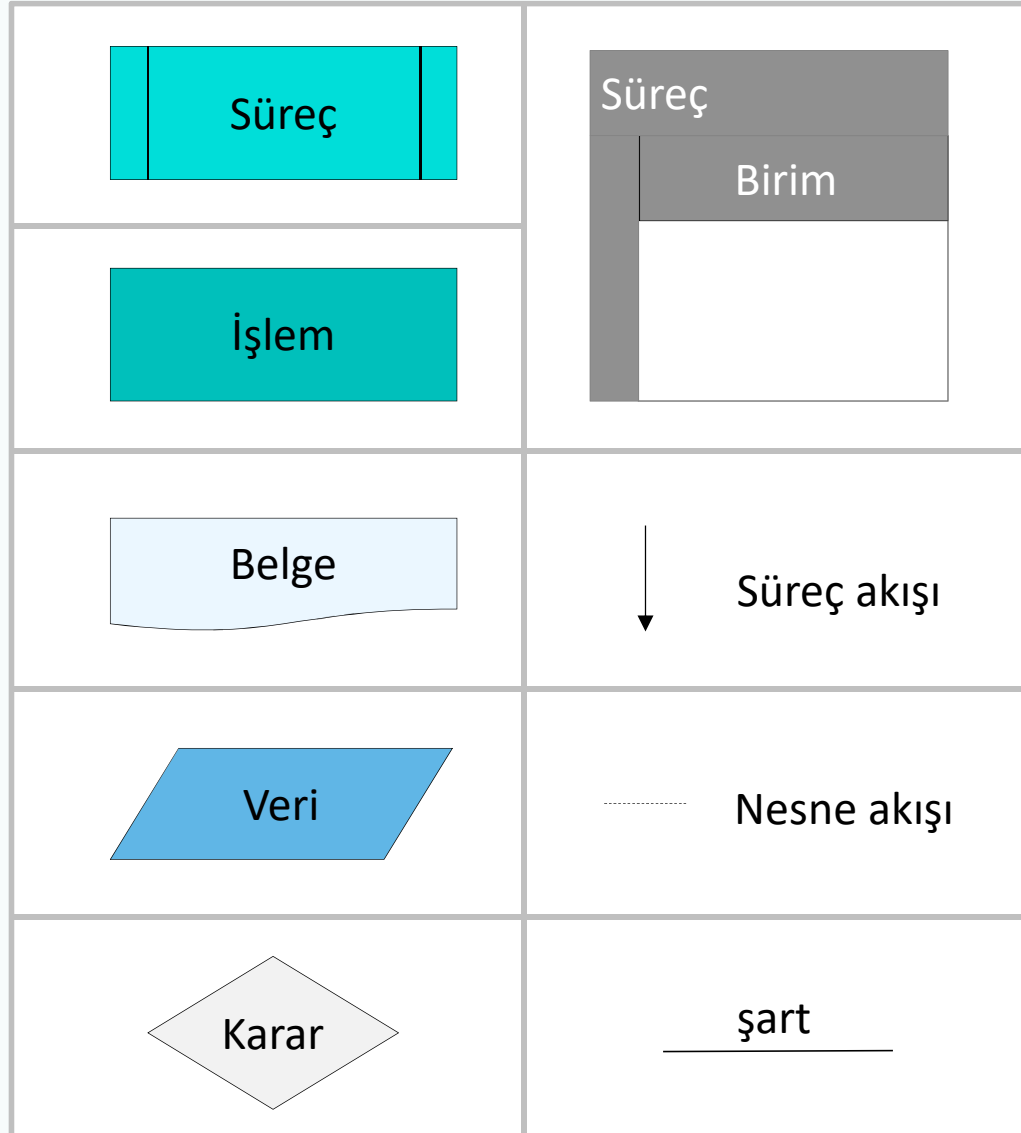 Süreç
Süreç
Birim
İşlem
Belge
Süreç akışı
Veri
Nesne akışı
Karar
şart